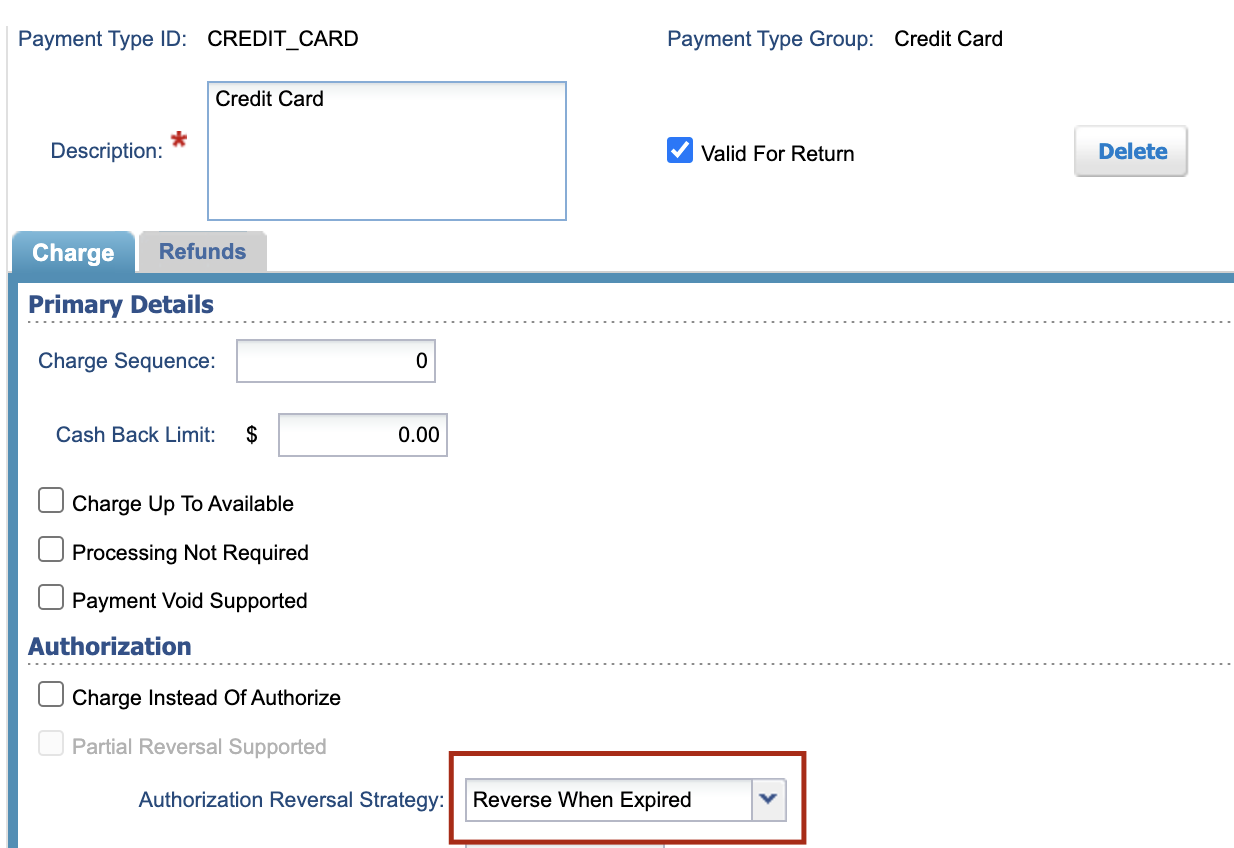 Payment Type ID: CREDIT_CARD Payment Type Group: Credit Card
Credit Card
Description: * Valid For Return Delete
Charge Refunds
Primary Details
Charge Sequence: 0
Cash Back Limit: $ 0.00
Charge Up To Available
Processing Not Required
Payment Void Supported
Authorization
Charge Instead Of Authorize
Partial Reversal Supported
Authorization Reversal Strategy: Reverse When Expired